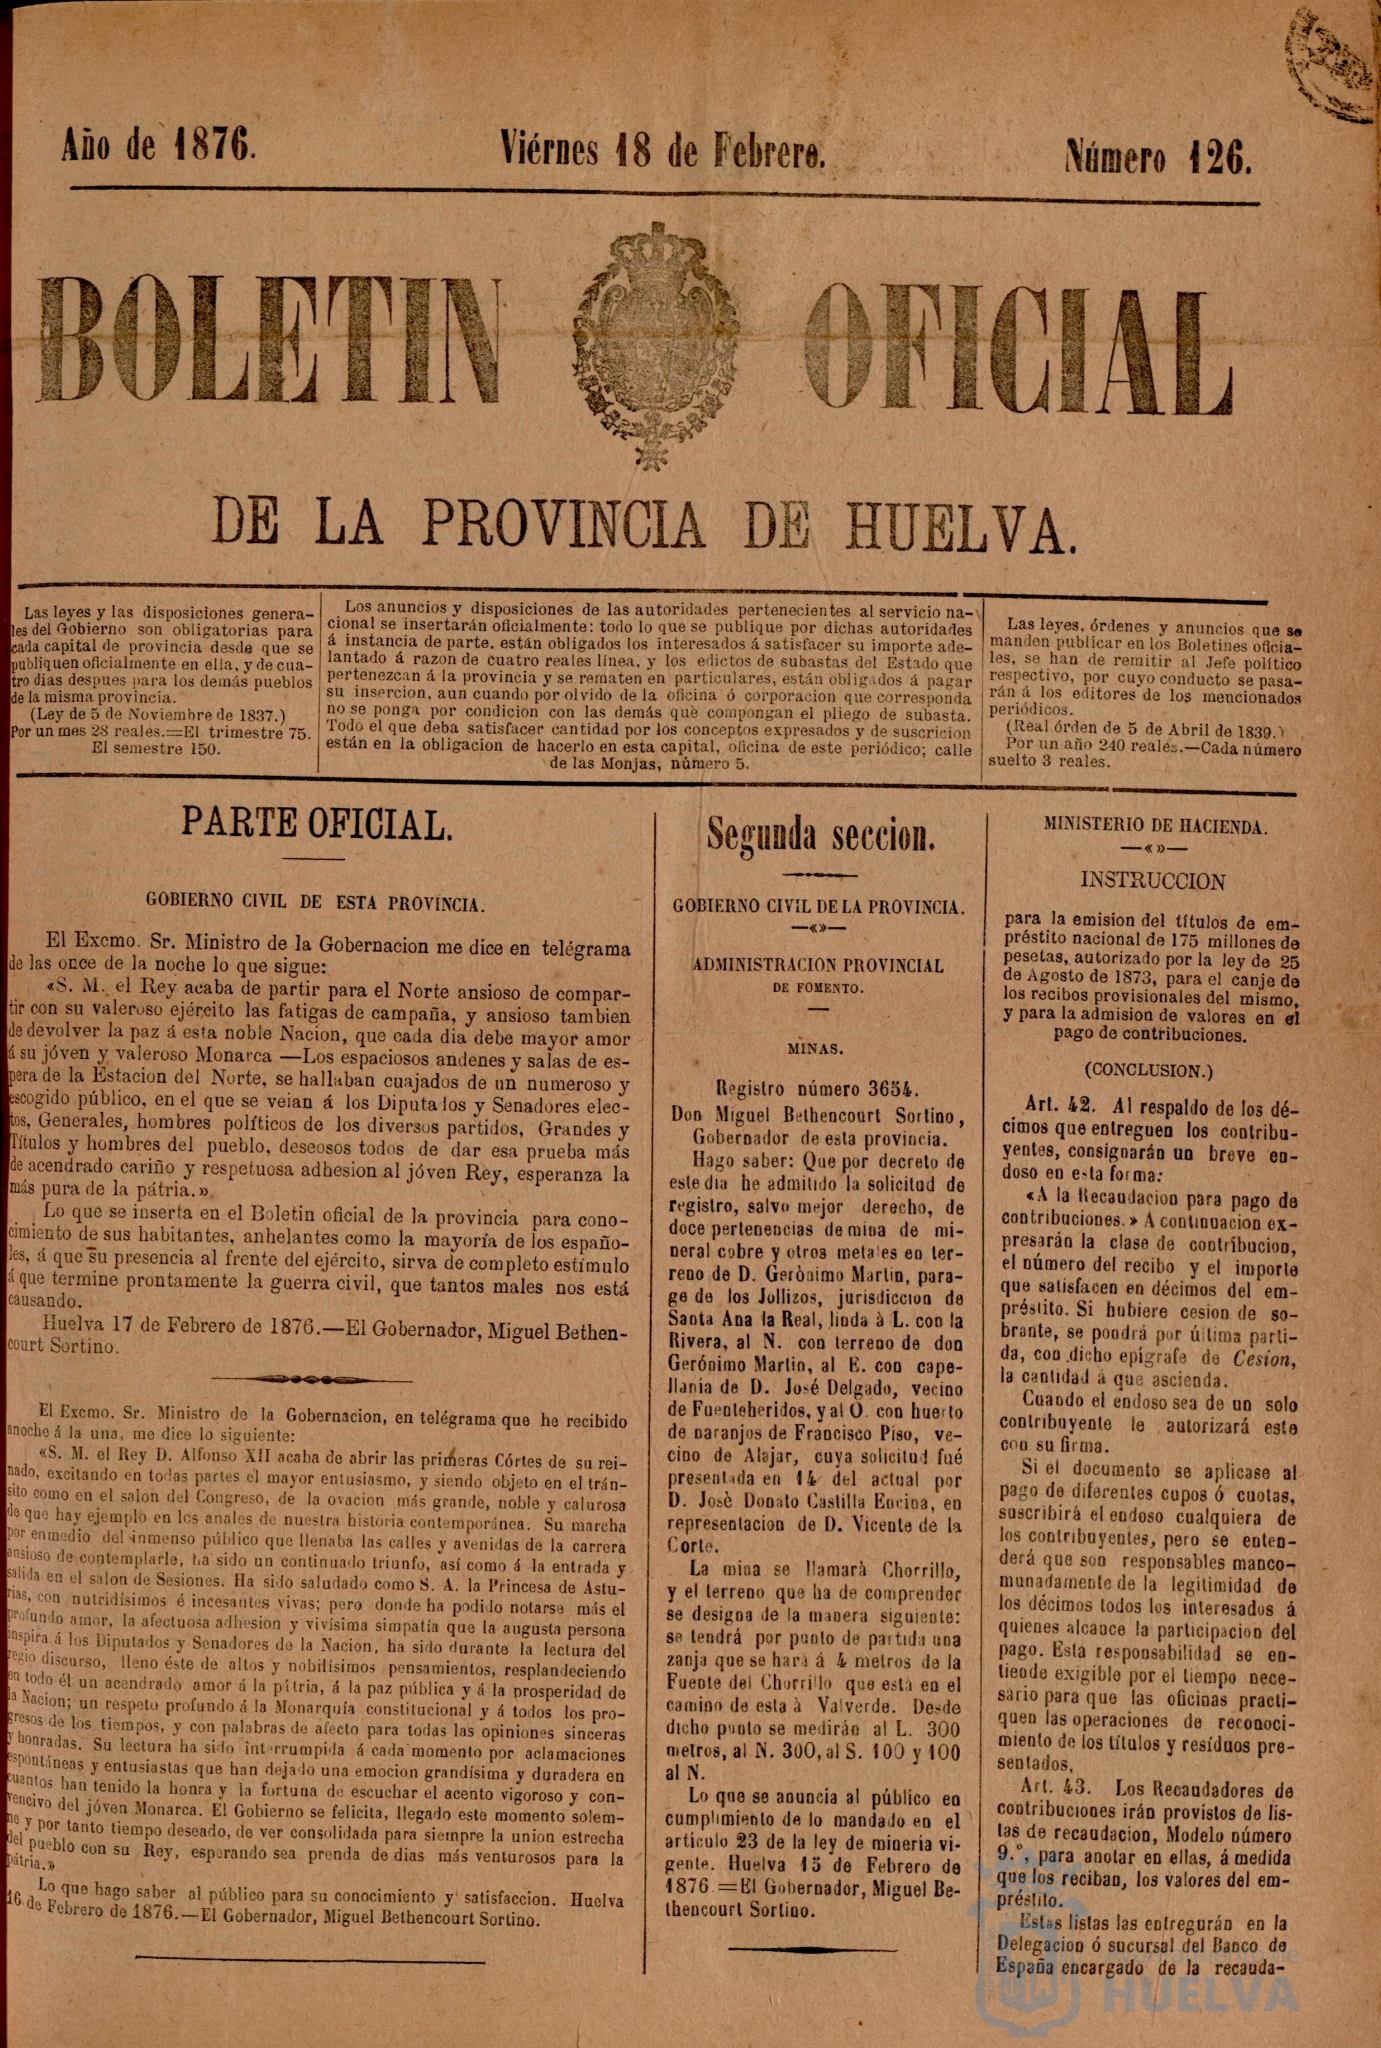 Año de 1876.
Viérnes 18 de Febrero.
Número 126.
BOLETIN OFICIAL
DE LA PROVINCIA DE HUELVA.
Las leyes y las disposiciones genera-
les del Gobierno son obligatorias para
cada capital de provincia desde que se
publiquen oficialmente en ella, y de cua-
tro dias despues para los demás pueblos
de la misma provincia.
(Ley de 5 de Noviembre de 1837.)
Por un mes 28 reales.=El trimestre 75.
El semestre 150.
Los anuncios y disposiciones de las autoridades pertenecientes al servicio na-
cional se insertarán oficialmente: todo lo que se publique por dichas autoridades
á instancia de parte, están obligados los interesados á satisfacer su importe ade-
lantado á razon de cuatro reales línea, y los edictos de subastas del Estado que
pertenezcan á la provincia y se rematen en particulares, están obligados á pagar
su insercion, aun cuando por olvido de la oficina ó corporacion que corresponda
no se ponga por condicion con las demás què compongan el pliego de subasta.
Todo el que deba satisfacer cantidad por los conceptos expresados y de suscricion
están en la obligacion de hacerlo en esta capital, oficina de este periódico; calle
de las Monjas, número 5.
Las leyes, órdenes y anuncios que se
manden publicar en los Boletines oficia-
les, se han de remitir al Jefe político
respectivo, por cuyo conducto se pasa-
rán á los editores de los mencionados
periódicos.
(Real órden de 5 de Abril de 1839.)
Por un año 240 reales.—Cada número
suelto 3 reales.
PARTE OFICIAL.
GOBIERNO CIVIL DE ESTA PROVINCIA.
El Excmo. Sr. Ministro de la Gobernacion me dice en telégrama
de las once de la noche lo que sigue:
«S. M. el Rey acaba de partir para el Norte ansioso de compar-
tir con su valeroso ejército las fatigas de campaña, y ansioso tambien
de devolver la paz á esta noble Nacion, que cada dia debe mayor amor
á su jóven y valeroso Monarca —Los espaciosos andenes y salas de es-
pera de la Estacion del Norte, se hallaban cuajados de un numeroso y
escogido público, en el que se veian á los Diputados y Senadores elec-
tos, Generales, hombres políticos de los diversos partidos, Grandes y
Títulos y hombres del pueblo, deseosos todos de dar esa prueba más
de acendrado cariño y respetuosa adhesion al jóven Rey, esperanza la
más pura de la pátria.»
Lo que se inserta en el Boletin oficial de la provincia para cono-
cimiento de sus habitantes, anhelantes como la mayoría de los españo-
les, á que su presencia al frente del ejército, sirva de completo estímulo
á que termine prontamente la guerra civil, que tantos males nos está
causando.
Huelva 17 de Febrero de 1876.—El Gobernador, Miguel Bethen-
court Sortino.
El Excmo. Sr. Ministro de la Gobernacion, en telégrama que he recibido
anoche á la una, me dice lo siguiente:
«S. M. el Rey D. Alfonso XII acaba de abrir las primeras Córtes de su rei-
nado, excitando en todas partes el mayor entusiasmo, y siendo objeto en el trán-
sito como en el salon del Congreso, de la ovacion más grande, noble y calurosa
de que hay ejemplo en los anales de nuestra historia contemporánea. Su marcha
por enmedio del inmenso público que llenaba las calles y avenidas de la carrera
ansioso de contemplarle, ha sido un continuado triunfo, así como á la entrada y
salida en el salon de Sesiones. Ha sido saludado como S. A. la Princesa de Astu-
rias, con nutridísimos é incesantes vivas; pero donde ha podido notarse más el
profundo amor, la afectuosa adhesion y vivísima simpatía que la augusta persona
inspira á los Diputados y Senadores de la Nacion, ha sido durante la lectura del
regio discurso, lleno éste de altos y nobilísimos pensamientos, resplandeciendo
en todo él un acendrado amor á la pátria, á la paz pública y á la prosperidad de
la Nacion; un respeto profundo á la Monarquía constitucional y á todos los pro-
gresos de los tiempos, y con palabras de afecto para todas las opiniones sinceras
y honradas. Su lectura ha sido interrumpida á cada momento por aclamaciones
espontáneas y entusiastas que han dejado una emocion grandísima y duradera en
cuantos han tenido la honra y la fortuna de escuchar el acento vigoroso y con-
vencivo del jóven Monarca. El Gobierno se felicita, llegado este momento solem-
ne y por tanto tiempo deseado, de ver consolidada para siempre la union estrecha
del pueblo con su Rey, esperando sea prenda de dias más venturosos para la
pátria.»
Lo que hago saber al público para su conocimiento y satisfaccion. Huelva
16 de Febrero de 1876.—El Gobernador, Miguel Bethencourt Sortino.
Segunda seccion.
GOBIERNO CIVIL DE LA PROVINCIA.
—«»—
ADMINISTRACION PROVINCIAL
DE FOMENTO.
MINAS.
Registro número 3654.
Don Miguel Bethencourt Sortino,
Gobernador de esta provincia.
Hago saber: Que por decreto de
este dia he admitido la solicitud de
registro, salvo mejor derecho, de
doce pertenencias de mina de mi-
neral cobre y otros metales en ter-
reno de D. Gerònimo Martin, para-
ge de los Jollizos, jurisdiccion de
Santa Ana la Real, linda à L. con la
Rivera, al N. con terreno de don
Gerónimo Martin, al E. con cape-
llanía de D. José Delgado, vecino
de Fuenteheridos, y al O. con huerto
de naranjos de Francisco Piso, ve-
cino de Alajar, cuya solicitud fué
presentada en 14 del actual por
D. Josè Donato Castilla Encina, en
representacion de D. Vicente de la
Corte.
La mina se llamarà Chorrillo,
y el terreno que ha de comprender
se designa de la manera siguiente:
se tendrá por punto de partida una
zanja que se hará á 4 metros de la
Fuente del Chorrillo que está en el
camino de esta à Valverde. Desde
dicho punto se medirán al L. 300
metros, al N. 300, al S. 100 y 100
al N.
Lo que se anuncia al público en
cumplimiento de lo mandado en el
artículo 23 de la ley de minería vi-
gente. Huelva 15 de Febrero de
1876.=El Gobernador, Miguel Be-
thencourt Sortino.
MINISTERIO DE HACIENDA.
—«»—
INSTRUCCION
para la emision del títulos de em-
préstito nacional de 175 millones de
pesetas, autorizado por la ley de 25
de Agosto de 1873, para el canje de
los recibos provisionales del mismo,
y para la admision de valores en el
pago de contribuciones.
(CONCLUSION.)
Art. 42. Al respaldo de los dé-
cimos que entreguen los contribu-
yentes, consignarán un breve en-
doso en esta forma:
«A la Recaudacion para pago de
contribuciones.» A continuacion ex-
presarán la clase de contribucion,
el número del recibo y el importe
que satisfacen en décimos del em-
préstito. Si hubiere cesion de so-
brante, se pondrá por última parti-
da, con dicho epígrafe de Cesion,
la cantidad á que ascienda.
Cuando el endoso sea de un solo
contribuyente le autorizará este
con su firma.
Si el documento se aplicase al
pago de diferentes cupos ó cuotas,
suscribirá el endoso cualquiera de
los contribuyentes, pero se enten-
derá que son responsables manco-
munadamente de la legitimidad de
los décimos todos los interesados á
quienes alcance la participacion del
pago. Esta responsabilidad se en-
tiende exigible por el tiempo nece-
sario para que las oficinas practi-
quen las operaciones de reconoci-
miento de los títulos y resíduos pre-
sentados,
Art. 43. Los Recaudadores de
contribuciones irán provistos de lis-
tas de recaudacion, Modelo número
9.°, para anotar en ellas, á medida
que los reciban, los valores del em-
préstito.
Estas listas las entregurán en la
Delegacion ó sucursal del Banco de
España encargado de la recauda-
HUELVA